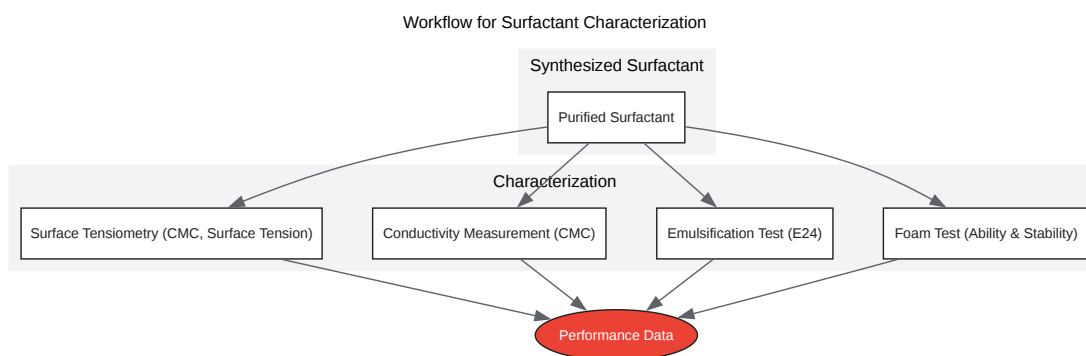 Workflow for Surfactant Characterization
Synthesized Surfactant
Purified Surfactant
Characterization
Surface Tensiometry (CMC, Surface Tension)
Conductivity Measurement (CMC)
Emulsification Test (E24)
Foam Test (Ability & Stability)
Performance Data